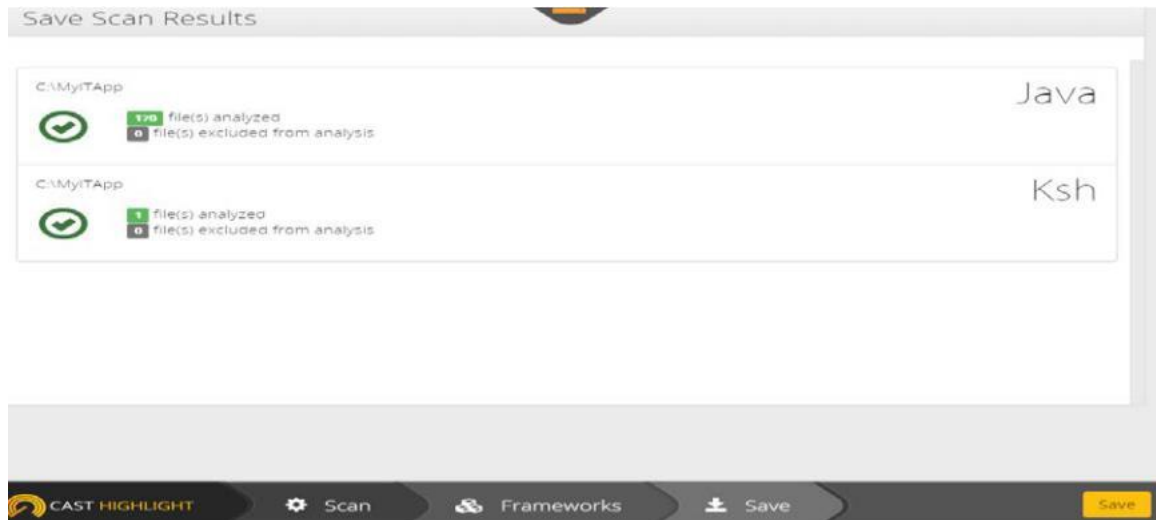 Save Scan Results
C:\MyITApp
Java
170 file(s) analyzed
0 file(s) excluded from analysis
C:\MyITApp
Ksh
1 file(s) analyzed
0 file(s) excluded from analysis
CAST HIGHLIGHT Scan Frameworks Save Save